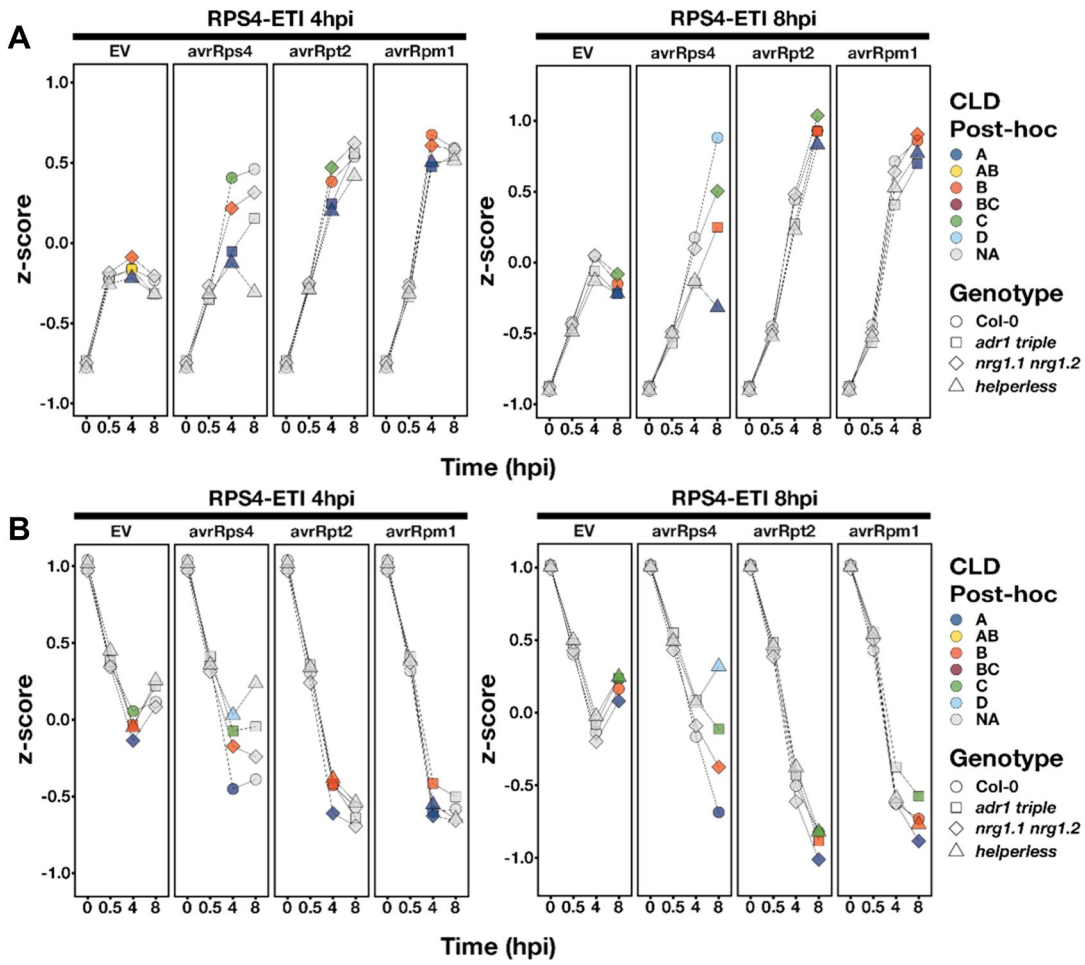 A
RPS4-ETI 4hpi
RPS4-ETI 8hpi
EV avrRps4 avrRpt2 avrRpm1
EV avrRps4 avrRpt2 avrRpm1
z-score
1.0
0.5
0.0
-0.5
-1.0
z-score
1.0
0.5
0.0
-0.5
-1.0
0 0.5 4 8 0 0.5 4 8 0 0.5 4 8 0 0.5 4 8
0 0.5 4 8 0 0.5 4 8 0 0.5 4 8 0 0.5 4 8
Time (hpi)
CLD
Post-hoc
A
AB
B
BC
C
D
NA
Genotype
Col-0
adr1 triple
nrg1.1 nrg1.2
helperless
B
RPS4-ETI 4hpi
RPS4-ETI 8hpi
EV avrRps4 avrRpt2 avrRpm1
EV avrRps4 avrRpt2 avrRpm1
z-score
1.0
0.5
0.0
-0.5
-1.0
z-score
1.0
0.5
0.0
-0.5
-1.0
0 0.5 4 8 0 0.5 4 8 0 0.5 4 8 0 0.5 4 8
0 0.5 4 8 0 0.5 4 8 0 0.5 4 8 0 0.5 4 8
Time (hpi)
CLD
Post-hoc
A
AB
B
BC
C
D
NA
Genotype
Col-0
adr1 triple
nrg1.1 nrg1.2
helperless